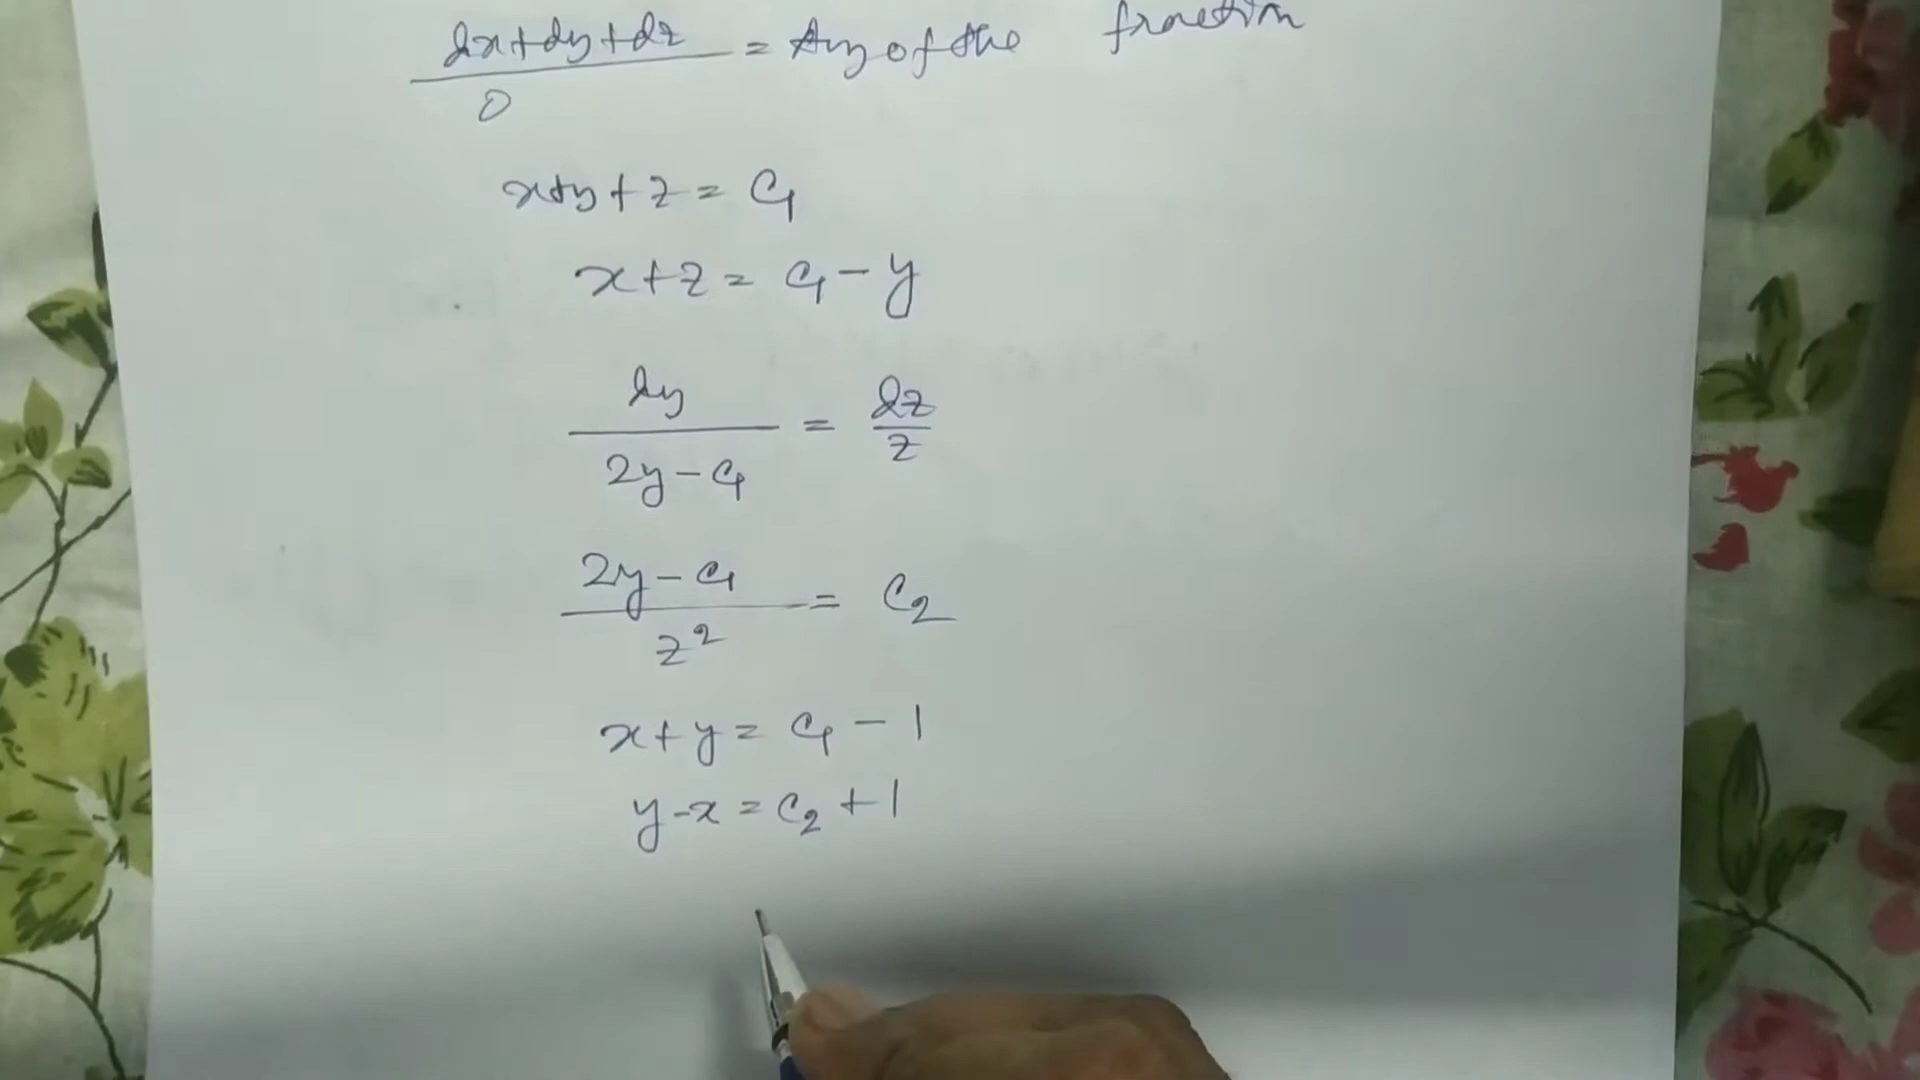 dx+dy+dz / 0 = Any of the fraction
x+y+z = C1
x+z = C1 - y
dy / 2y-C1 = dz / z
2y-C1 / z² = C2
x+y = C1 - 1
y-x = C2 + 1